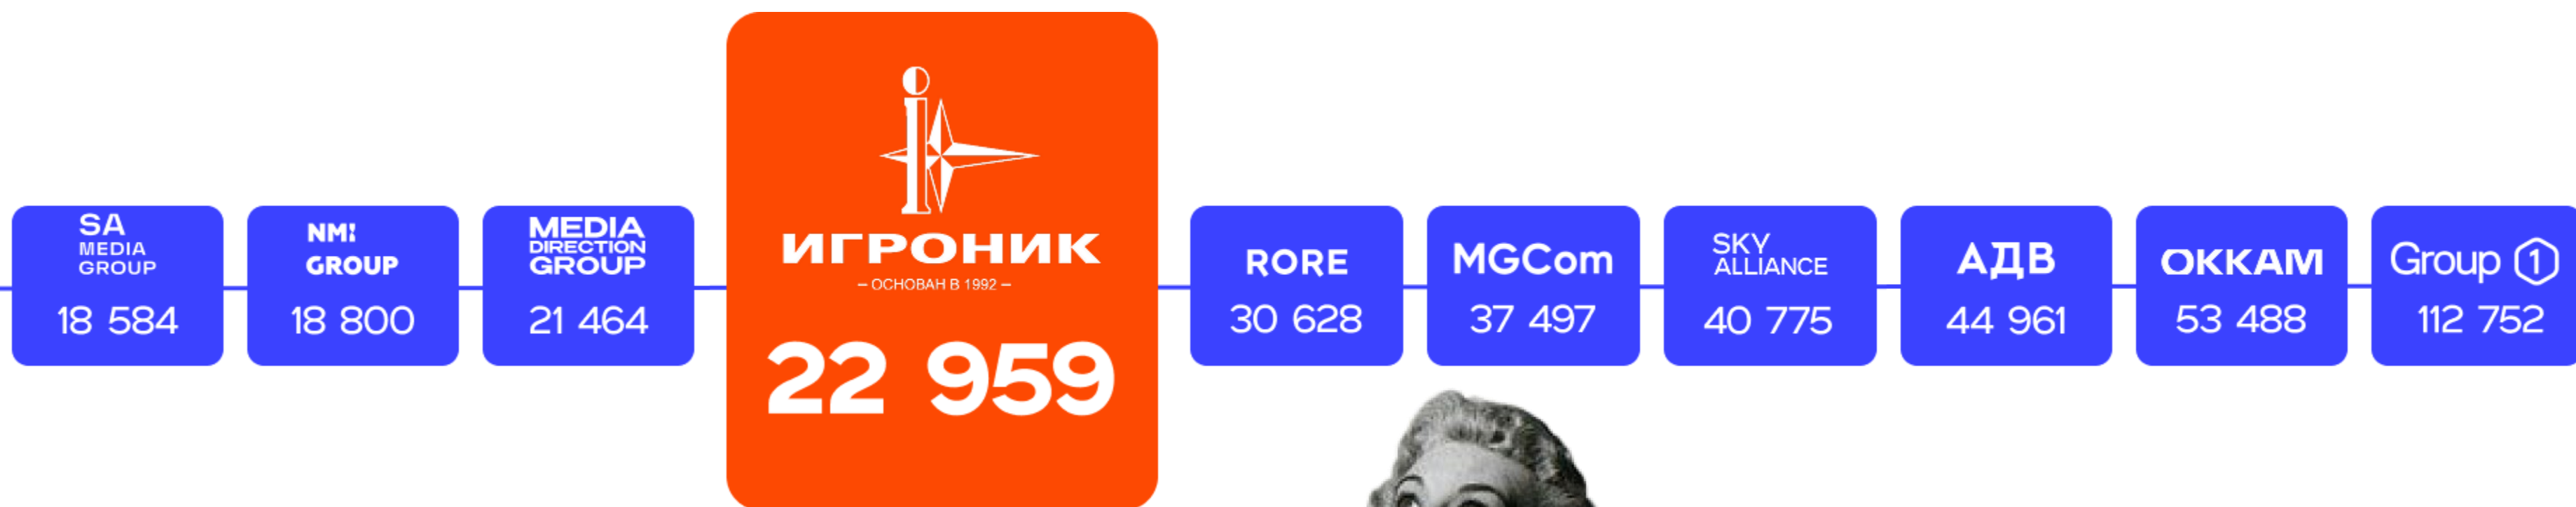 SA
MEDIA
GROUP
18 584
NMi
GROUP
18 800
MEDIA
DIRECTION
GROUP
21 464
ИГРОНИК
– ОСНОВАН В 1992 –
22 959
RORE
30 628
MGCom
37 497
SKY
ALLIANCE
40 775
АДВ
44 961
OKKAM
53 488
Group 1
112 752